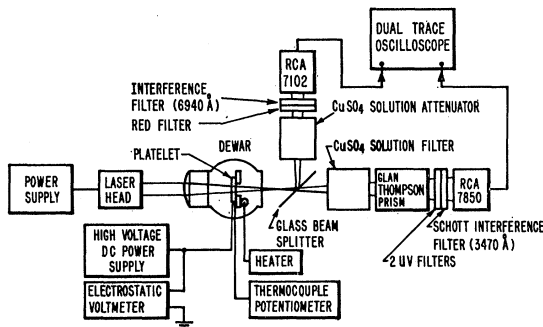 DUAL TRACE
OSCILLOSCOPE
RCA
7102
INTERFERENCE
FILTER (6940 Å)
RED FILTER
CuSO4 SOLUTION ATTENUATOR
DEWAR
PLATELET
CuSO4 SOLUTION FILTER
POWER
SUPPLY
LASER
HEAD
GLAN
THOMPSON
PRISM
RCA
7850
GLASS BEAM
SPLITTER
SCHOTT INTERFERENCE
FILTER (3470 Å)
2 UV FILTERS
HIGH VOLTAGE
DC POWER
SUPPLY
HEATER
ELECTROSTATIC
VOLTMETER
THERMOCOUPLE
POTENTIOMETER